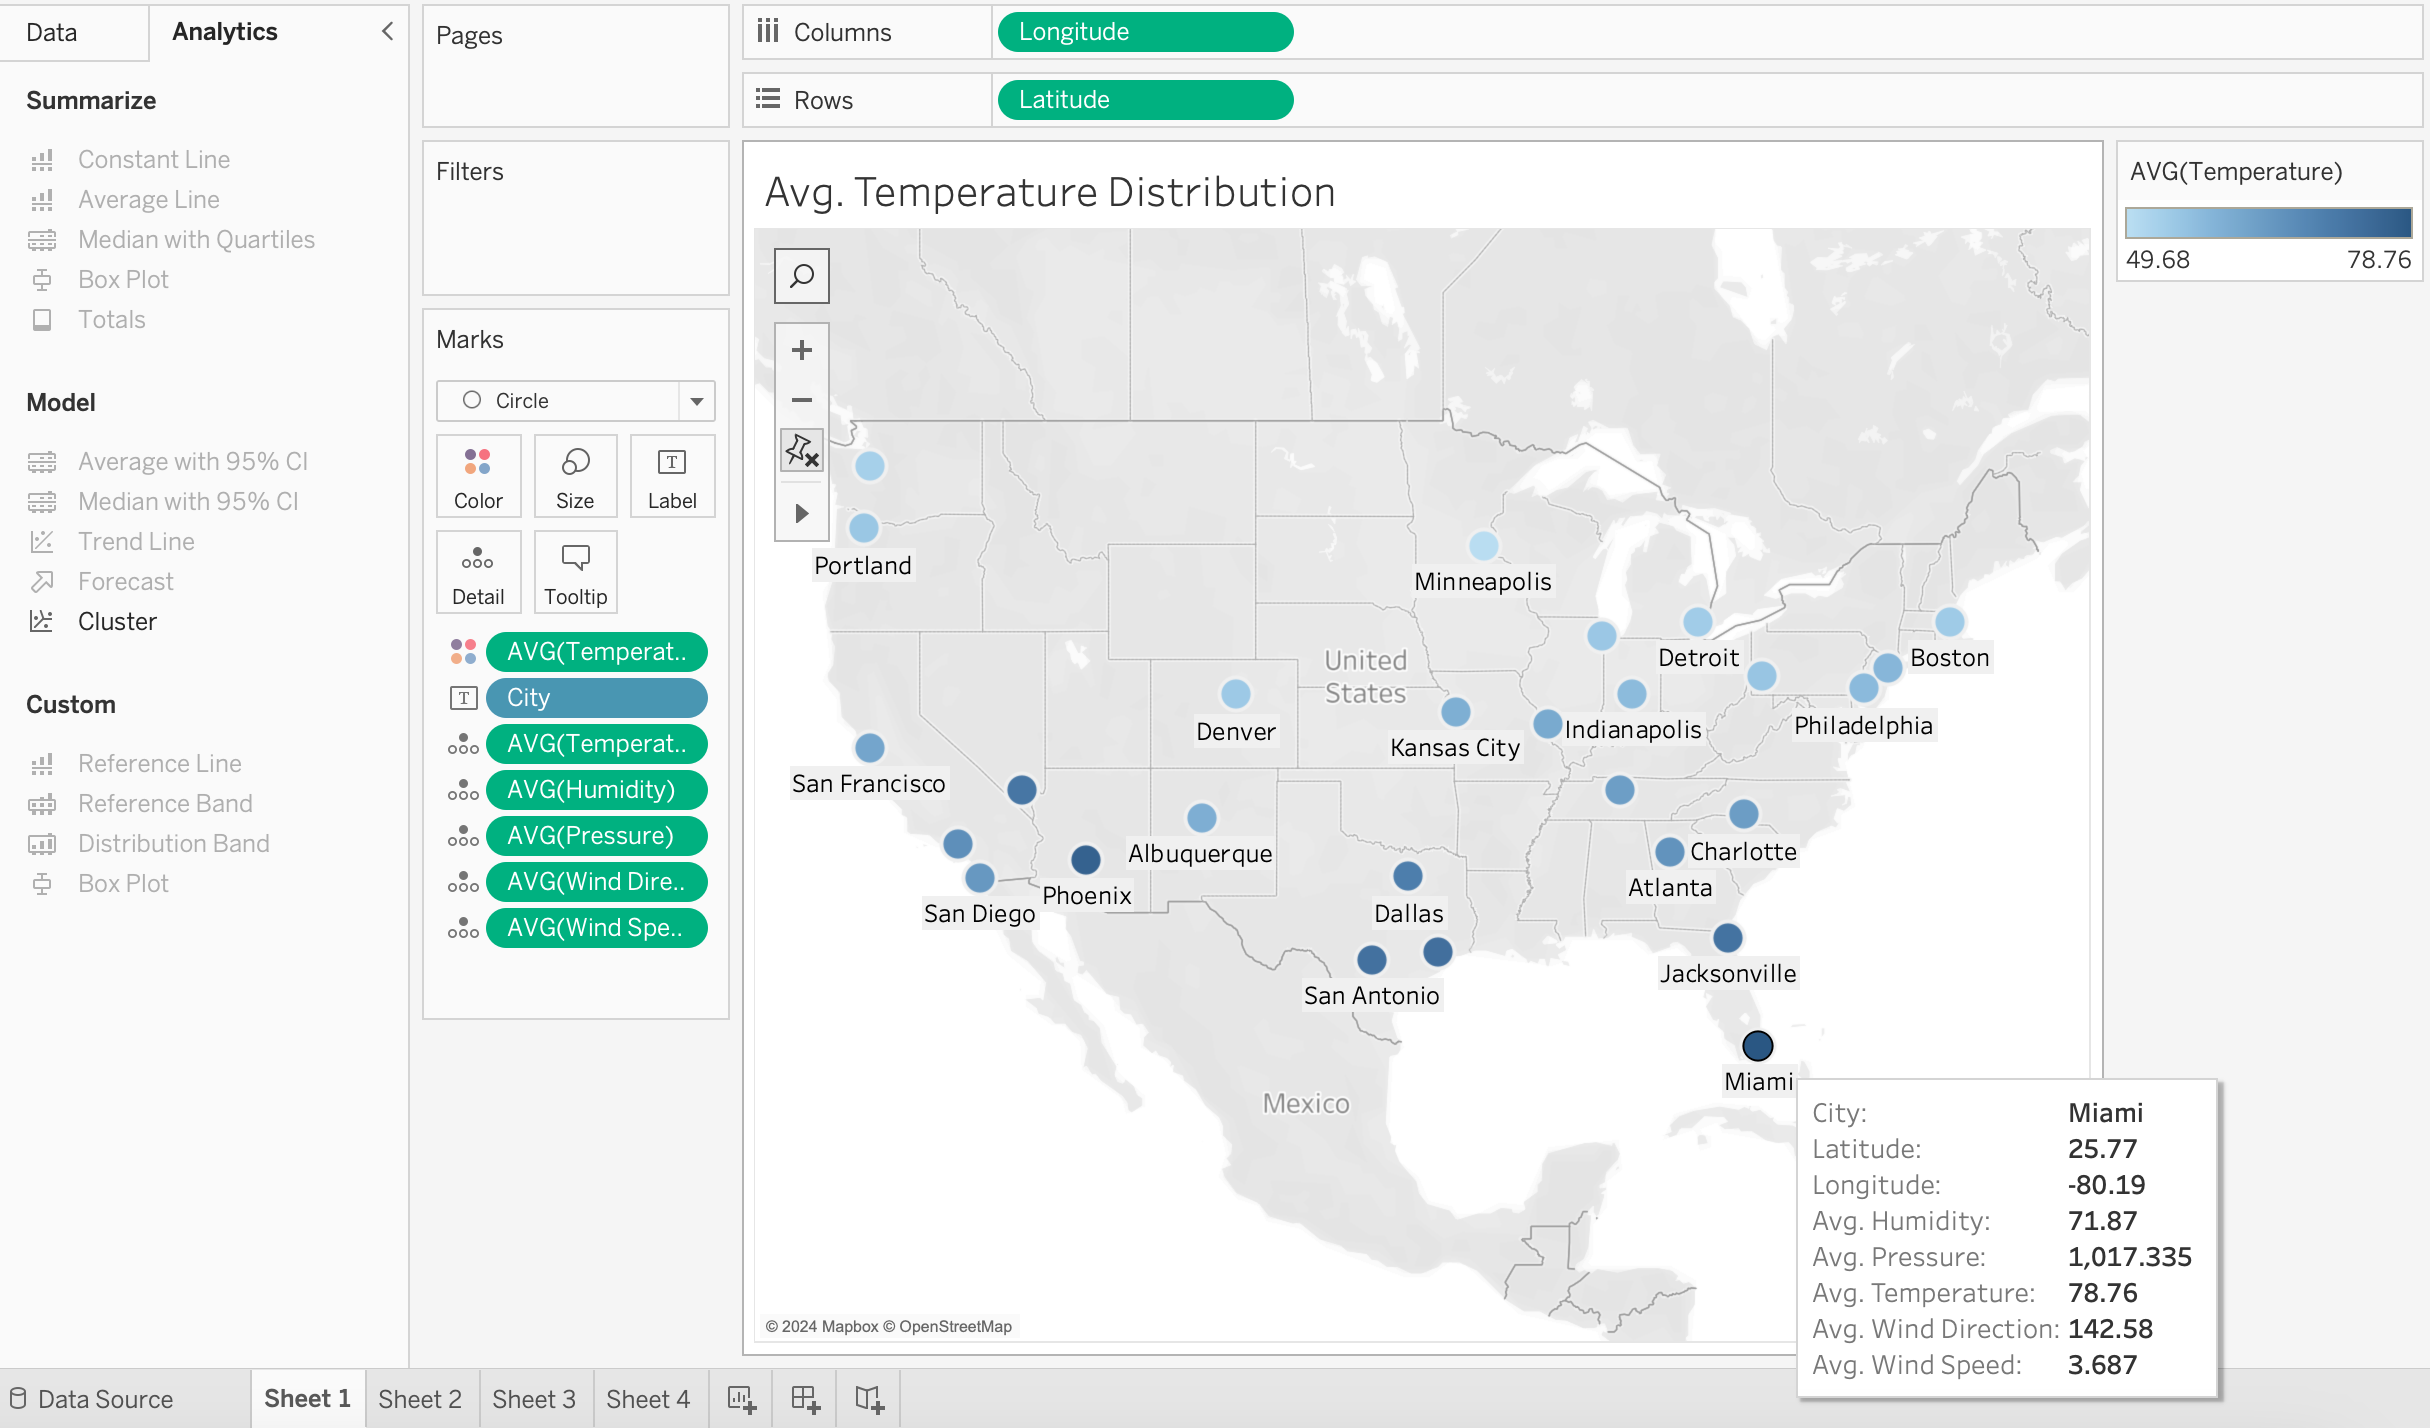 Data
Analytics
Summarize
Constant Line
Average Line
Median with Quartiles
Box Plot
Totals
Model
Average with 95% CI
Median with 95% CI
Trend Line
Forecast
Cluster
Custom
Reference Line
Reference Band
Distribution Band
Box Plot
Pages
Filters
Marks
Circle
Color
Size
T
Label
Detail
Tooltip
AVG(Temperat..
T
City
AVG(Temperat..
AVG(Humidity)
AVG(Pressure)
AVG(Wind Dire..
AVG(Wind Spe..
Columns
Longitude
Rows
Latitude
Avg. Temperature Distribution
Portland
Minneapolis
Detroit
Boston
United
States
Denver
Kansas City
Indianapolis
Philadelphia
San Francisco
Albuquerque
Charlotte
Phoenix
Atlanta
San Diego
Dallas
Jacksonville
San Antonio
Miami
Mexico
© 2024 Mapbox © OpenStreetMap
City: Miami
Latitude: 25.77
Longitude: -80.19
Avg. Humidity: 71.87
Avg. Pressure: 1,017.335
Avg. Temperature: 78.76
Avg. Wind Direction: 142.58
Avg. Wind Speed: 3.687
AVG(Temperature)
49.68 78.76
Data Source
Sheet 1
Sheet 2
Sheet 3
Sheet 4